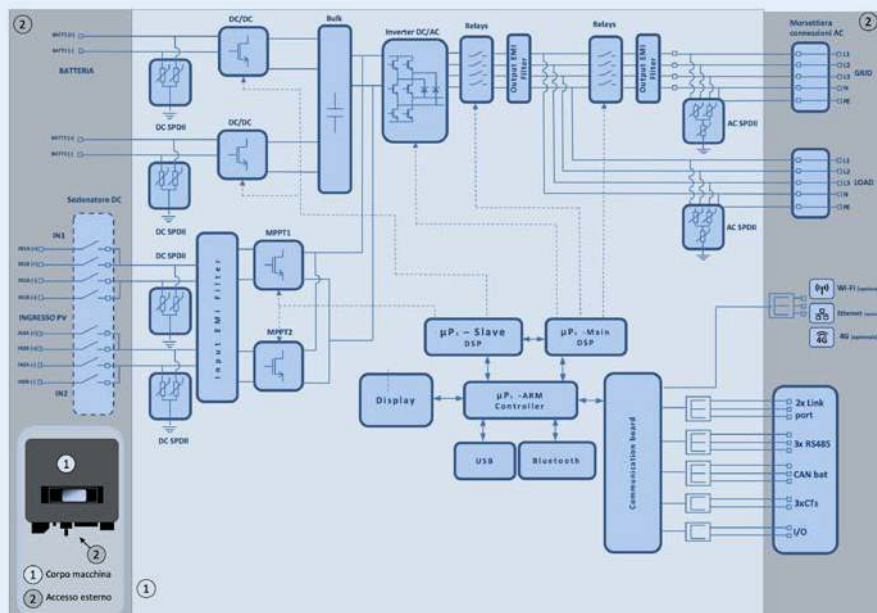 2
DC/DC
Bulk
Inverter DC/AC
Relays
Relays
Morsettiera
connessioni AC
2
BATTERIA
Output EMI
Filter
Output EMI
Filter
L1
L2
L3
N
PE
GRID
DC SPDII
DC/DC
AC SPDII
DC SPDII
L1
L2
L3
N
PE
LOAD
AC SPDII
Sezionatore DC
IN1
INGRESSO PV
IN2
DC SPDII
DC SPDII
Input EMI Filter
MPPT1
MPPT2
Slave
DSP
-Main
DSP
-ARM
Controller
Display
USB
Bluetooth
Communication board
Wi-Fi
Ethernet
4G
4G
2x Link
port
3x RS485
CAN bat
3xCTs
I/O
1
2
1 Corpo macchina
2 Accesso esterno
1